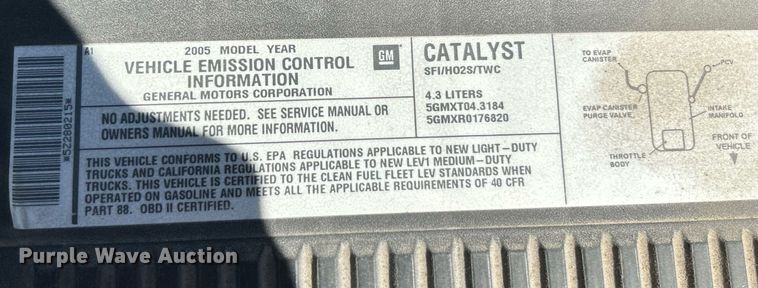 A1
2005 MODEL YEAR
VEHICLE EMISSION CONTROL
INFORMATION
GENERAL MOTORS CORPORATION
GM
CATALYST
SFI/HO2S/TWC
4.3 LITERS
5GMXT04.3184
5GMXR0176820
NO ADJUSTMENTS NEEDED. SEE SERVICE MANUAL OR
OWNERS MANUAL FOR MORE INFORMATION.
THIS VEHICLE CONFORMS TO U.S. EPA REGULATIONS APPLICABLE TO NEW LIGHT-DUTY
TRUCKS AND CALIFORNIA REGULATIONS APPLICABLE TO NEW LEV1 MEDIUM-DUTY
TRUCKS. THIS VEHICLE IS CERTIFIED TO THE CLEAN FUEL FLEET LEV STANDARDS WHEN
OPERATED ON GASOLINE AND MEETS ALL THE APPLICABLE REQUIREMENTS OF 40 CFR
PART 88. OBD II CERTIFIED.
*52280215*
TO EVAP
CANISTER
PCV
EVAP CANISTER
PURGE VALVE
INTAKE
MANIFOLD
THROTTLE
BODY
FRONT OF
VEHICLE
Purple Wave Auction